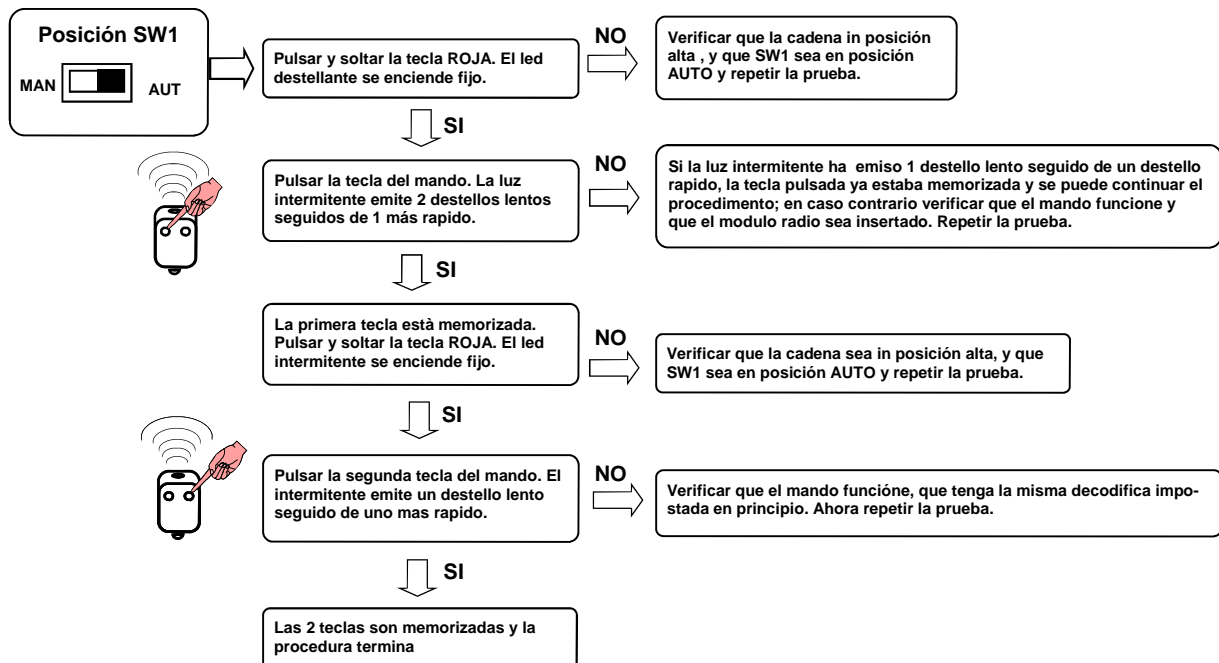 Posición SW1
MAN
AUT
Pulsar y soltar la tecla ROJA. El led
destellante se enciende fijo.
NO
Verificar que la cadena in posición
alta , y que SW1 sea en posición
AUTO y repetir la prueba.
SI
Pulsar la tecla del mando. La luz
intermitente emite 2 destellos lentos
seguidos de 1 más rapido.
NO
Si la luz intermitente ha emiso 1 destello lento seguido de un destello
rapido, la tecla pulsada ya estaba memorizada y se puede continuar el
procedimento; en caso contrario verificar que el mando funcione y
que el modulo radio sea insertado. Repetir la prueba.
SI
La primera tecla està memorizada.
Pulsar y soltar la tecla ROJA. El led
intermitente se enciende fijo.
NO
Verificar que la cadena sea in posición alta, y que
SW1 sea en posición AUTO y repetir la prueba.
SI
Pulsar la segunda tecla del mando. El
intermitente emite un destello lento
seguido de uno mas rapido.
NO
Verificar que el mando funcióne, que tenga la misma decodifica impo-
stada en principio. Ahora repetir la prueba.
SI
Las 2 teclas son memorizadas y la
procedura termina